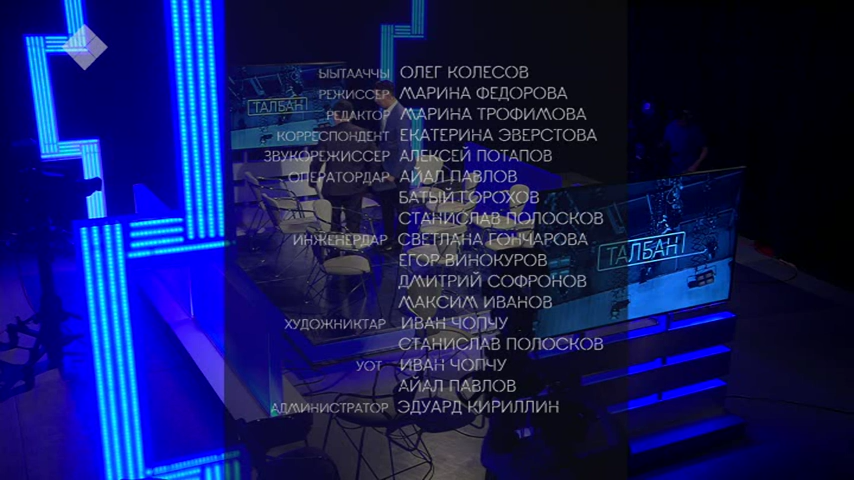 ЫЫТААЧЧЫ ОЛЕГ КОЛЕСОВ
РЕЖИССЕР МАРИНА ФЕДОРОВА
РЕДАКТОР МАРИНА ТРОФИМОВА
КОРРЕСПОНДЕНТ ЕКАТЕРИНА ЭВЕРСТОВА
ЗВУКОРЕЖИССЕР АЛЕКСЕЙ ПОТАПОВ
ОПЕРАТОРДАР АЙАЛ ПАВЛОВ
БАТЫЙ ГОРОХОВ
СТАНИСЛАВ ПОЛОСКОВ
ИНЖЕНЕРДАР СВЕТЛАНА ГОНЧАРОВА
ЕГОР ВИНОКУРОВ
ДМИТРИЙ СОФРОНОВ
МАКСИМ ИВАНОВ
ХУДОЖНИКТАР ИВАН ЧОПЧУ
СТАНИСЛАВ ПОЛОСКОВ
УОТ ИВАН ЧОПЧУ
АЙАЛ ПАВЛОВ
АДМИНИСТРАТОР ЭДУАРД КИРИЛЛИН
ТАЛБАН
ТАЛБАН